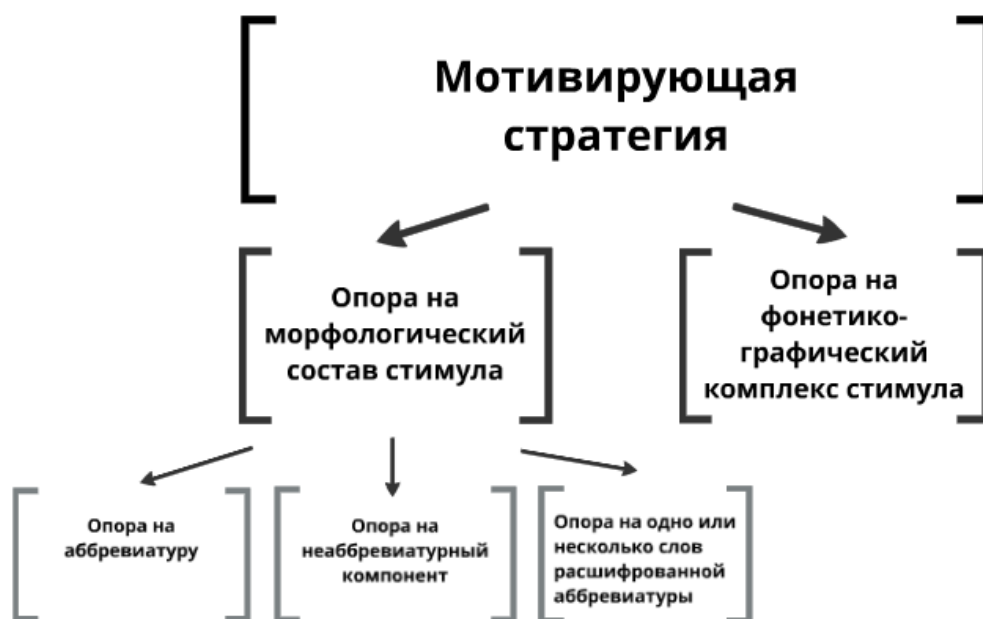 Мотивирующая
стратегия
Опора на
морфологический
состав стимула
Опора на
фонетико-
графический
комплекс стимула
Опора на
аббревиатуру
Опора на
неаббревиатурный
компонент
Опора на одно или
несколько слов
расшифрованной
аббревиатуры